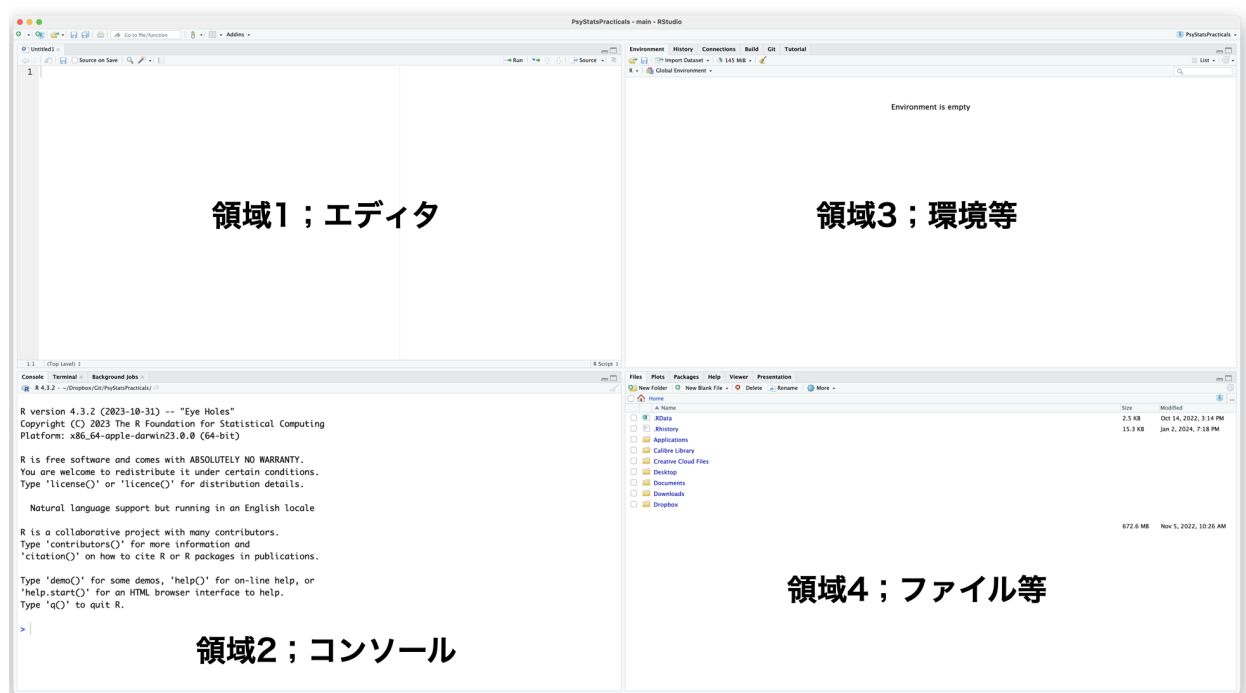 PsyStatsPracticals - main - RStudio
Go to file/function Addins
PsyStatsPracticals
Untitled1
Source on Save Run Source
1
領域1；エディタ
1:1 (Top Level) R Script
Environment History Connections Build Git Tutorial
Import Dataset 145 MiB List
R Global Environment
Environment is empty
領域3；環境等
Console Terminal Background Jobs
R 4.3.2 · ~/Dropbox/Git/PsyStatsPracticals/
R version 4.3.2 (2023-10-31) -- "Eye Holes"
Copyright (C) 2023 The R Foundation for Statistical Computing
Platform: x86_64-apple-darwin23.0.0 (64-bit)
R is free software and comes with ABSOLUTELY NO WARRANTY.
You are welcome to redistribute it under certain conditions.
Type 'license()' or 'licence()' for distribution details.
Natural language support but running in an English locale
R is a collaborative project with many contributors.
Type 'contributors()' for more information and
'citation()' on how to cite R or R packages in publications.
Type 'demo()' for some demos, 'help()' for on-line help, or
'help.start()' for an HTML browser interface to help.
Type 'q()' to quit R.
>
領域2；コンソール
Files Plots Packages Help Viewer Presentation
New Folder New Blank File Delete Rename More
Home
Name Size Modified
.RData 2.5 KB Oct 14, 2022, 3:14 PM
.Rhistory 15.3 KB Jan 2, 2024, 7:18 PM
Applications
Calibre Library
Creative Cloud Files
Desktop
Documents
Downloads
Dropbox
672.6 MB Nov 5, 2022, 10:26 AM
領域4；ファイル等